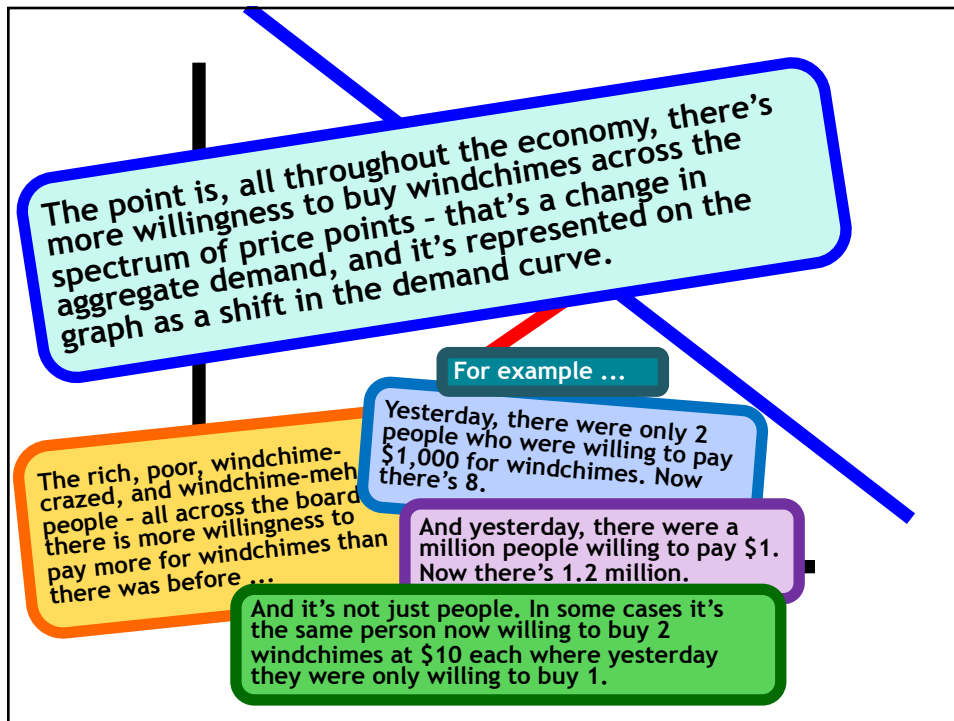 The point is, all throughout the economy, there's
more willingness to buy windchimes across the
spectrum of price points – that's a change in
aggregate demand, and it's represented on the
graph as a shift in the demand curve.
For example ...
The rich, poor, windchime-
crazed, and windchime-meh
people – all across the board
there is more willingness to
pay more for windchimes than
there was before ...
Yesterday, there were only 2
people who were willing to pay
$1,000 for windchimes. Now
there's 8.
And yesterday, there were a
million people willing to pay $1.
Now there's 1.2 million.
And it's not just people. In some cases it's
the same person now willing to buy 2
windchimes at $10 each where yesterday
they were only willing to buy 1.